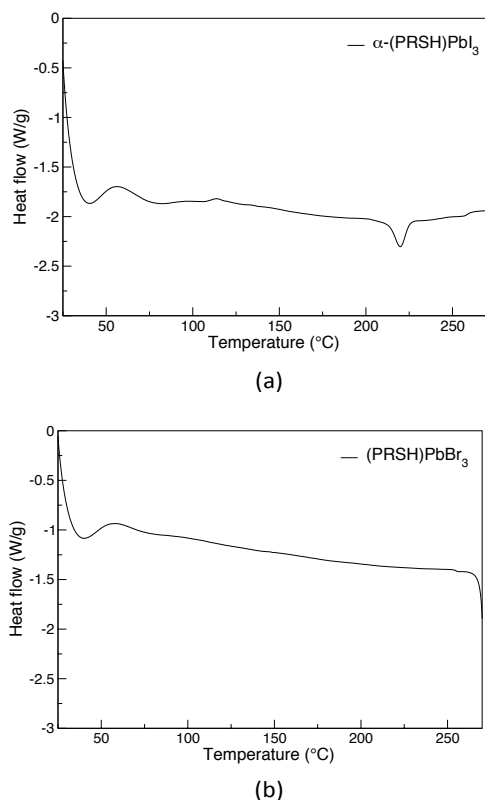 0
-0.5
-1
-1.5
-2
-2.5
-3
Heat flow (W/g)
α-(PRSH)PbI₃
50 100 150 200 250
Temperature (°C)
(a)
0
-0.5
-1
-1.5
-2
-2.5
-3
Heat flow (W/g)
(PRSH)PbBr₃
50 100 150 200 250
Temperature (°C)
(b)